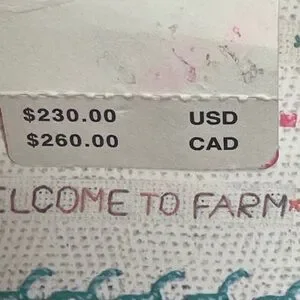 $230.00 USD
$260.00 CAD
ELCOME TO FARM